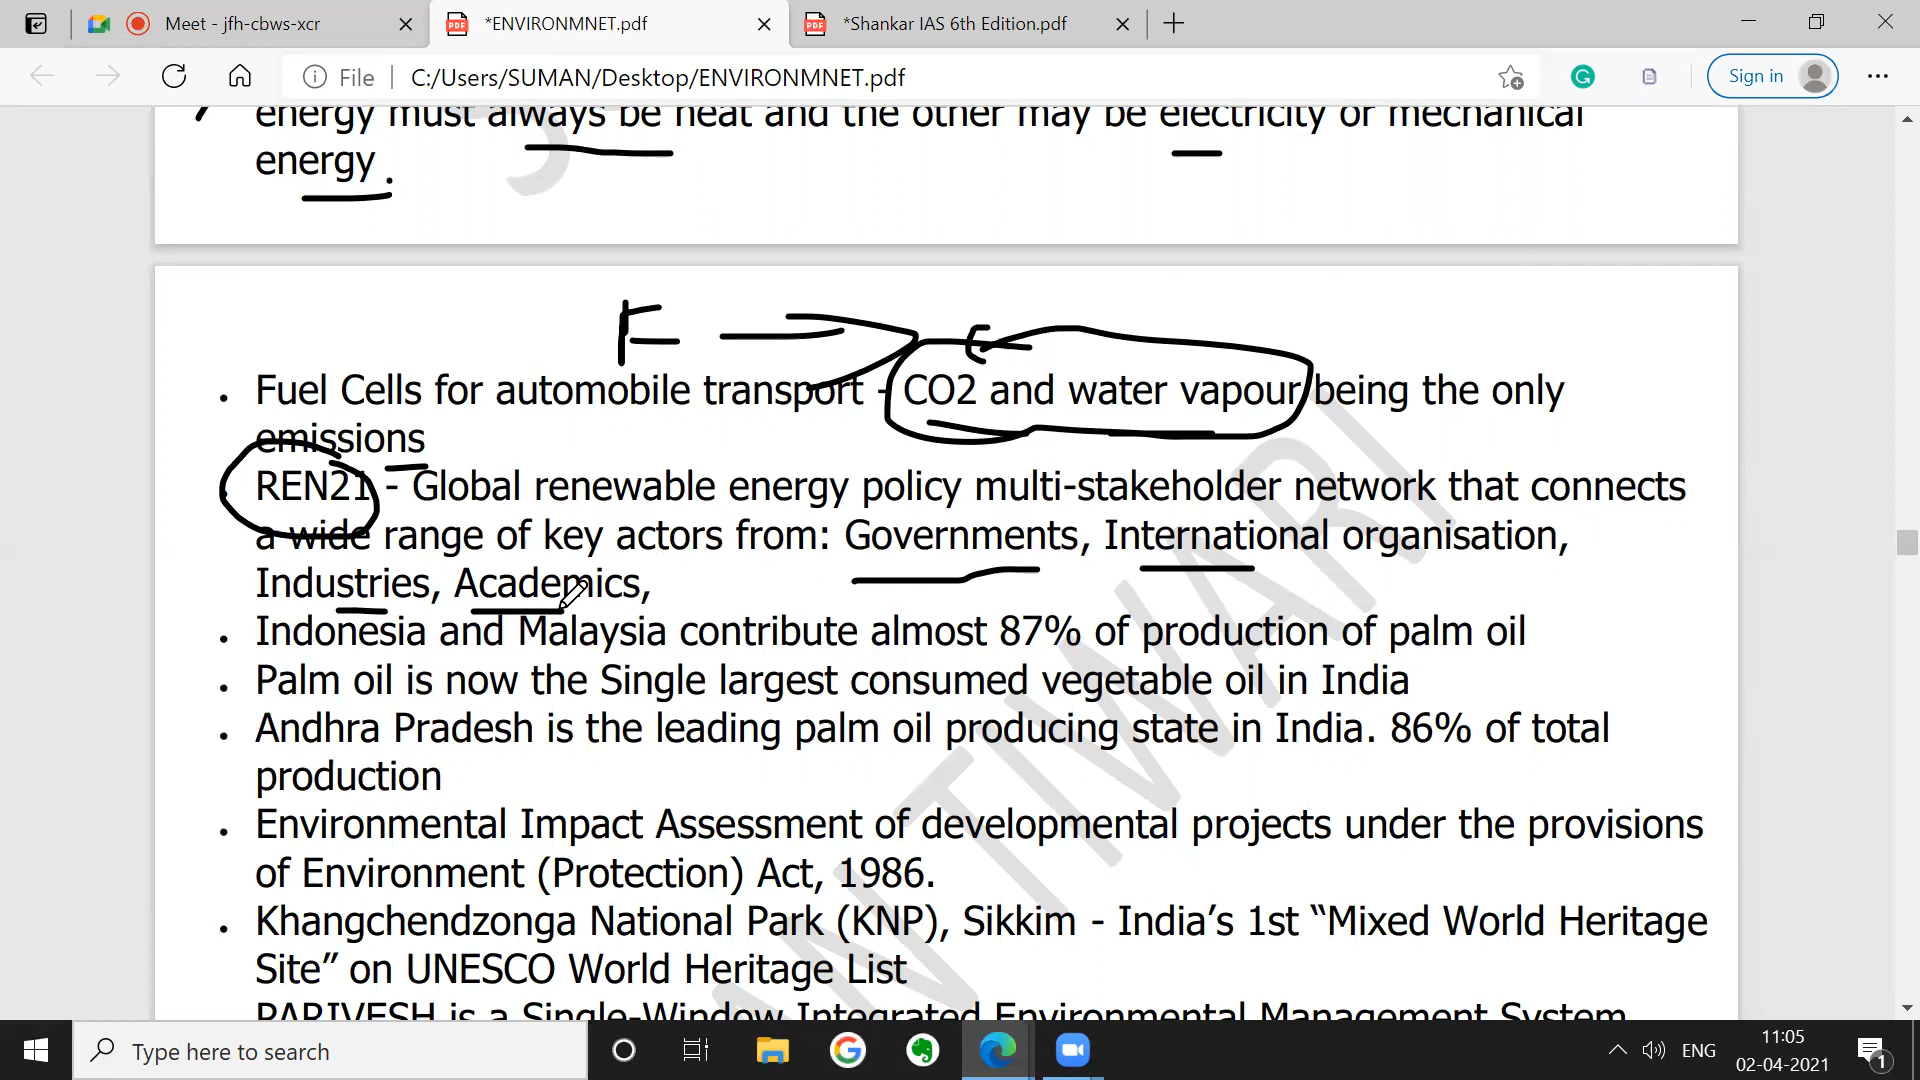 Meet - jfh-cbws-xcr
*ENVIRONMNET.pdf
*Shankar IAS 6th Edition.pdf
File
C:/Users/SUMAN/Desktop/ENVIRONMNET.pdf
Sign in
energy must always be heat and the other may be electricity or mechanical
energy .
E
E
• Fuel Cells for automobile transport - CO2 and water vapour being the only
emissions
REN21 - Global renewable energy policy multi-stakeholder network that connects
a wide range of key actors from: Governments, International organisation,
Industries, Academics,
• Indonesia and Malaysia contribute almost 87% of production of palm oil
• Palm oil is now the Single largest consumed vegetable oil in India
• Andhra Pradesh is the leading palm oil producing state in India. 86% of total
production
• Environmental Impact Assessment of developmental projects under the provisions
of Environment (Protection) Act, 1986.
• Khangchendzonga National Park (KNP), Sikkim - India’s 1st “Mixed World Heritage
Site” on UNESCO World Heritage List
PARIVESH is a Single-Window Integrated Environmental Management System
TIWARI
Type here to search
ENG
11:05
02-04-2021
1